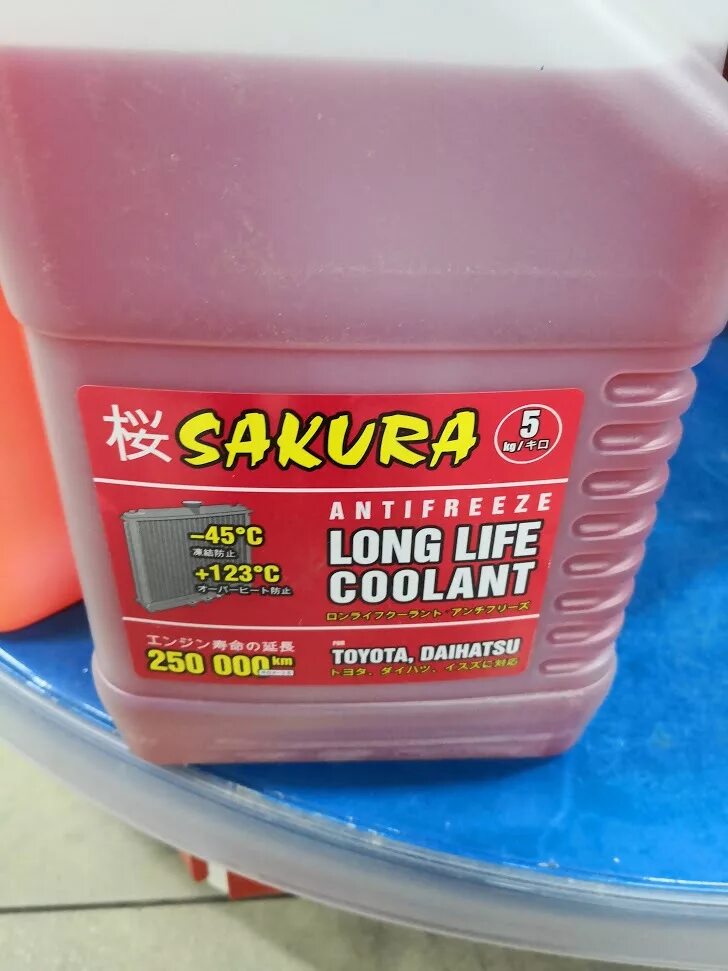 桜 SAKURA
5
kg/キロ
ANTIFREEZE
LONG LIFE
COOLANT
ロンライフクーラント・アンチフリーズ
-45°C
凍結防止
+123°C
オーバーヒート防止
エンジン寿命の延長
250 000 km
FOR
TOYOTA, DAIHATSU
トヨタ、ダイハツ、イスズに対応